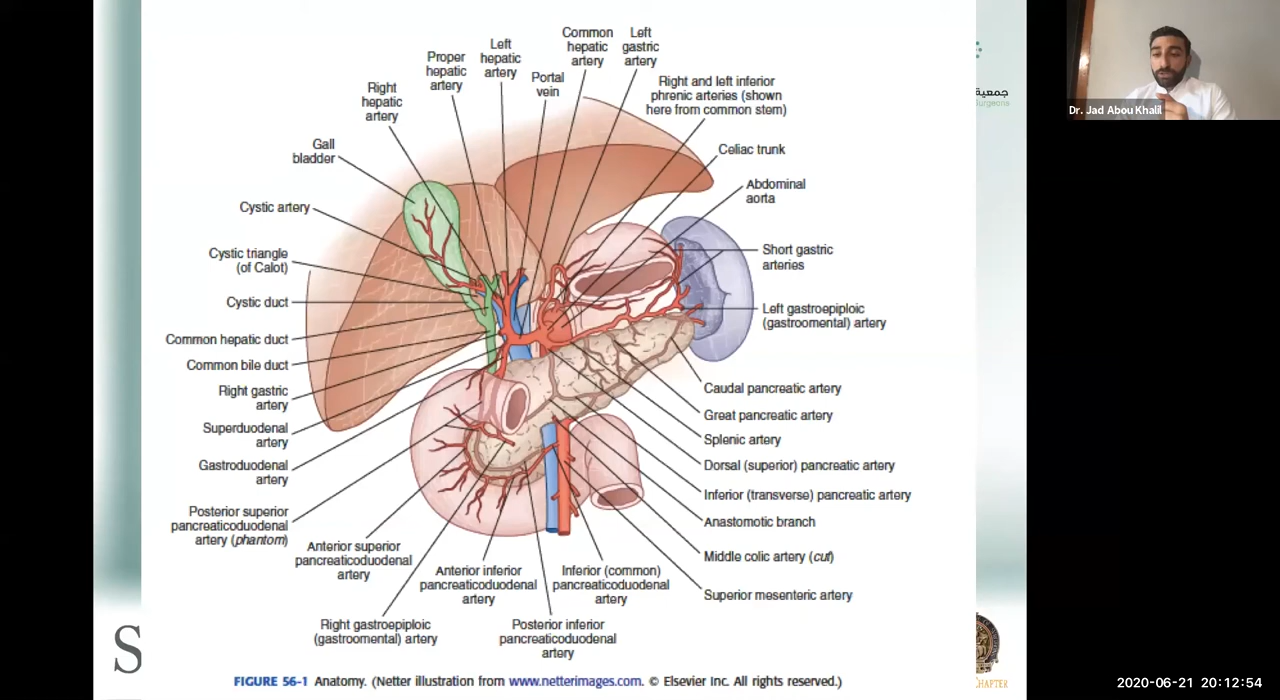 Common
hepatic
artery
Left
gastric
artery
Left
hepatic
artery
Proper
hepatic
artery
Portal
vein
Right
hepatic
artery
Right and left inferior
phrenic arteries (shown
here from common stem)
جمعية
Surgeons
Dr. Jad Abou Khalil
Gall
bladder
Celiac trunk
Abdominal
aorta
Cystic artery
Cystic triangle
(of Calot)
Short gastric
arteries
Cystic duct
Left gastroepiploic
(gastroomental) artery
Common hepatic duct
Common bile duct
Right gastric
artery
Caudal pancreatic artery
Great pancreatic artery
Superduodenal
artery
Splenic artery
Gastroduodenal
artery
Dorsal (superior) pancreatic artery
Inferior (transverse) pancreatic artery
Posterior superior
pancreaticoduodenal
artery (phantom)
Anastomotic branch
Anterior superior
pancreaticoduodenal
artery
Middle colic artery (cut)
Anterior inferior
pancreaticoduodenal
artery
Inferior (common)
pancreaticoduodenal
artery
Superior mesenteric artery
Right gastroepiploic
(gastroomental) artery
Posterior inferior
pancreaticoduodenal
artery
S
FIGURE 56-1 Anatomy. (Netter illustration from www.netterimages.com. © Elsevier Inc. All rights reserved.)
CHAPTER
2020-06-21 20:12:54